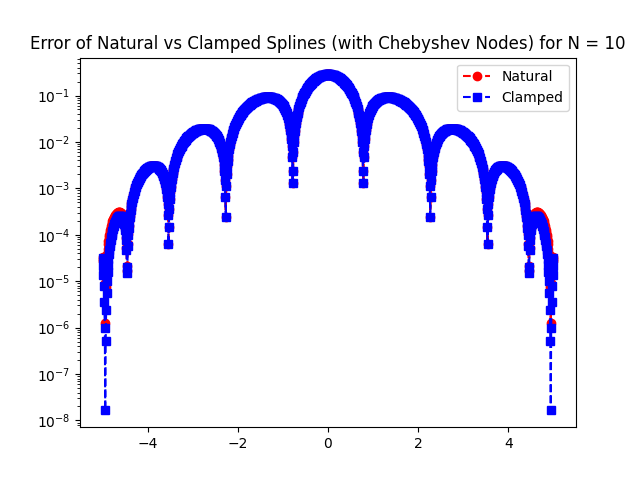 Error of Natural vs Clamped Splines (with Chebyshev Nodes) for N = 10
Natural
Clamped
10⁻¹
10⁻²
10⁻³
10⁻⁴
10⁻⁵
10⁻⁶
10⁻⁷
10⁻⁸
−4 −2 0 2 4